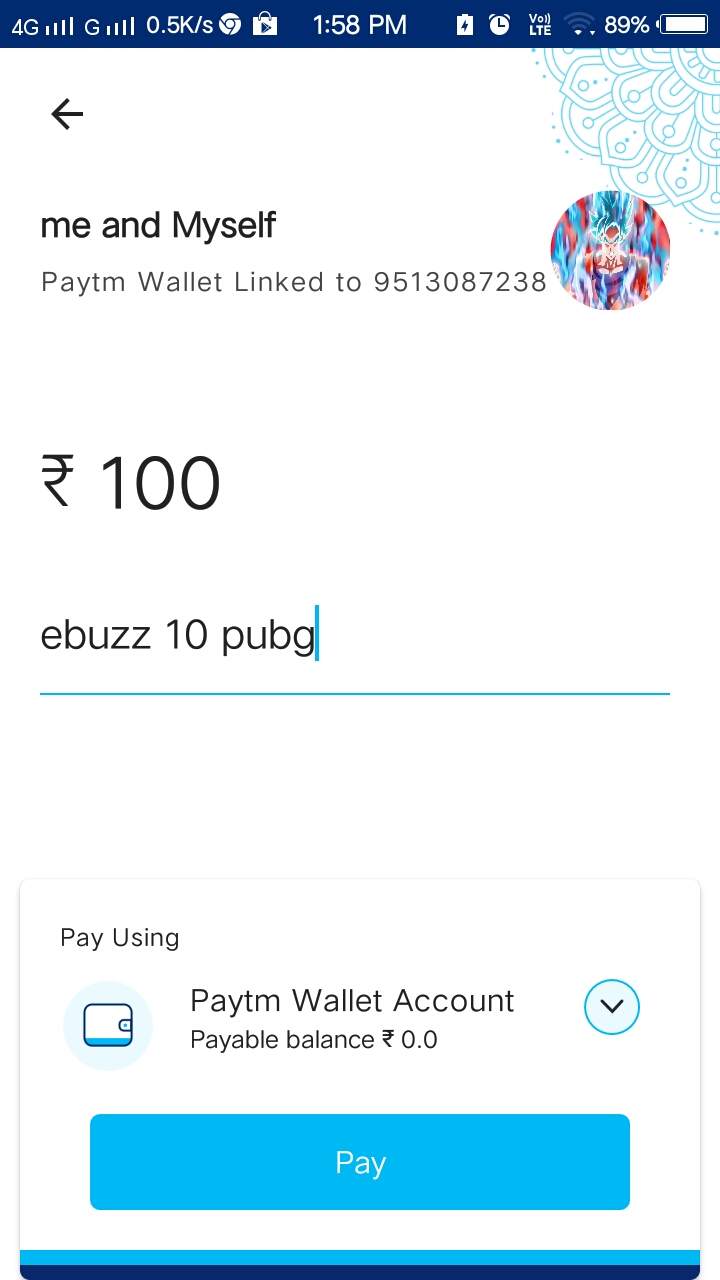 4G G 0.5K/s 1:58 PM Vo) LTE 89%
me and Myself
Paytm Wallet Linked to 9513087238
₹ 100
ebuzz 10 pubg
Pay Using
Paytm Wallet Account
Payable balance ₹ 0.0
Pay